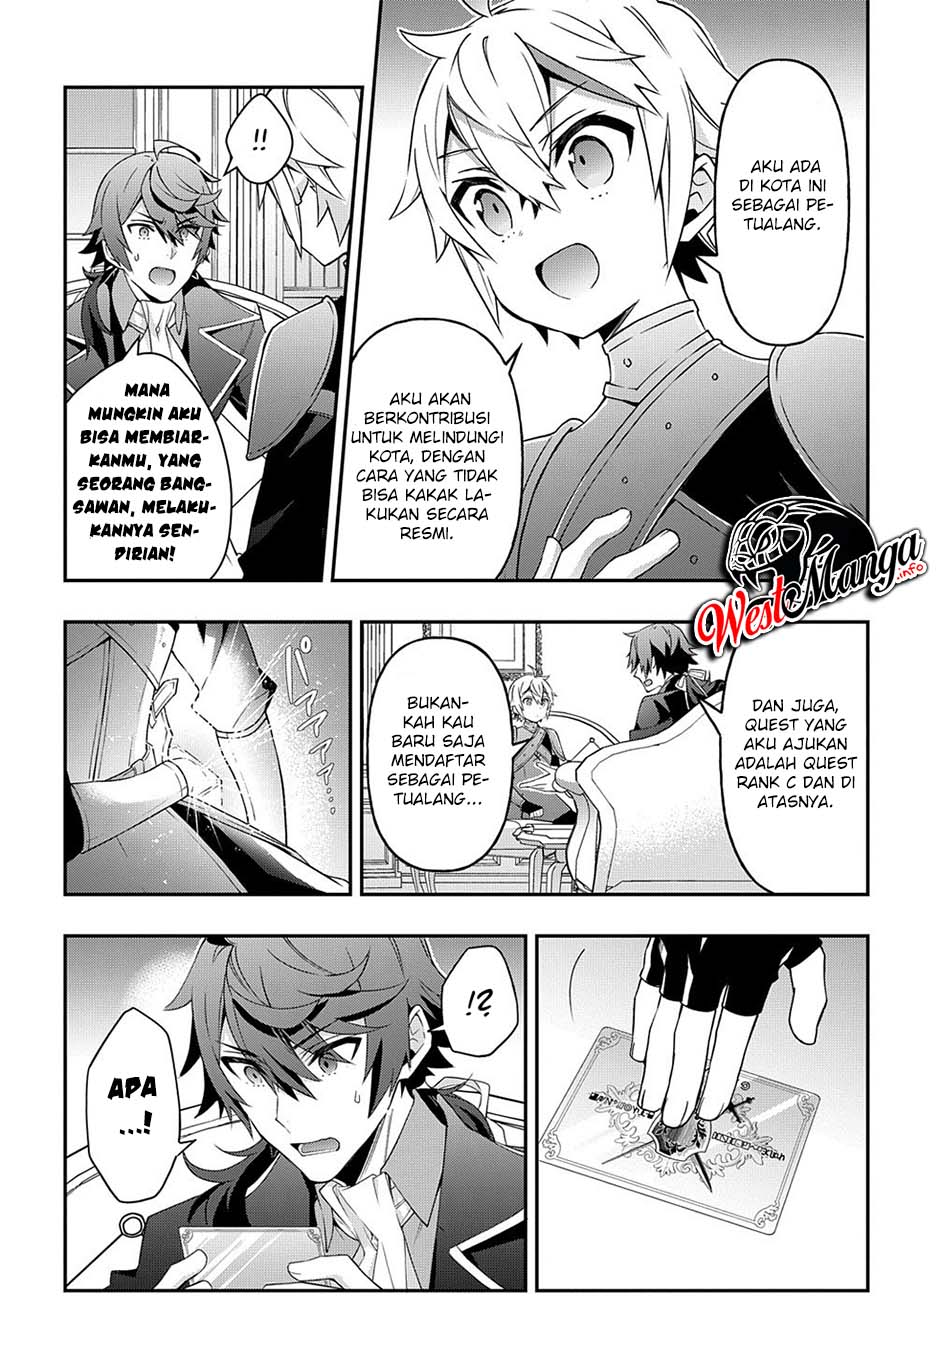 AKU ADA
DI KOTA INI
SEBAGAI PE-
TUALANG.
AKU AKAN
BERKONTRIBUSI
UNTUK MELINDUNGI
KOTA, DENGAN
CARA YANG TIDAK
BISA KAKAK LA-
KUKAN SECARA
RESMI.
!!
MANA
MUNGKIN AKU
BISA MEMBIAR-
KANMU, YANG
SEORANG BANG-
SAWAN, MELAKU-
KANNYA SEN-
DIRIAN!
WestManga
.info
DAN JUGA,
QUEST YANG
AKU AJUKAN
ADALAH QUEST
RANK C DAN DI
ATASNYA.
BUKAN-
KAH KAU
BARU SAJA
MENDAFTAR
SEBAGAI PE-
TUALANG...
!?
APA
...!